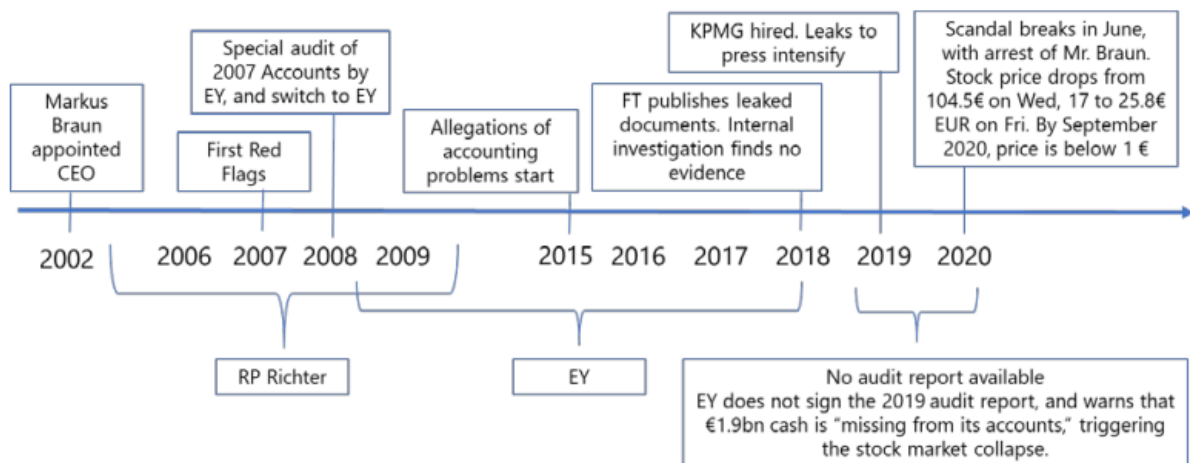 Markus
Braun
appointed
CEO
First Red
Flags
Special audit of
2007 Accounts by
EY, and switch to EY
Allegations of
accounting
problems start
FT publishes leaked
documents. Internal
investigation finds no
evidence
KPMG hired. Leaks to
press intensify
Scandal breaks in June,
with arrest of Mr. Braun.
Stock price drops from
104.5€ on Wed, 17 to 25.8€
EUR on Fri. By September
2020, price is below 1 €
2002 2006 2007 2008 2009 2015 2016 2017 2018 2019 2020
RP Richter
EY
No audit report available
EY does not sign the 2019 audit report, and warns that
€1.9bn cash is “missing from its accounts,” triggering
the stock market collapse.